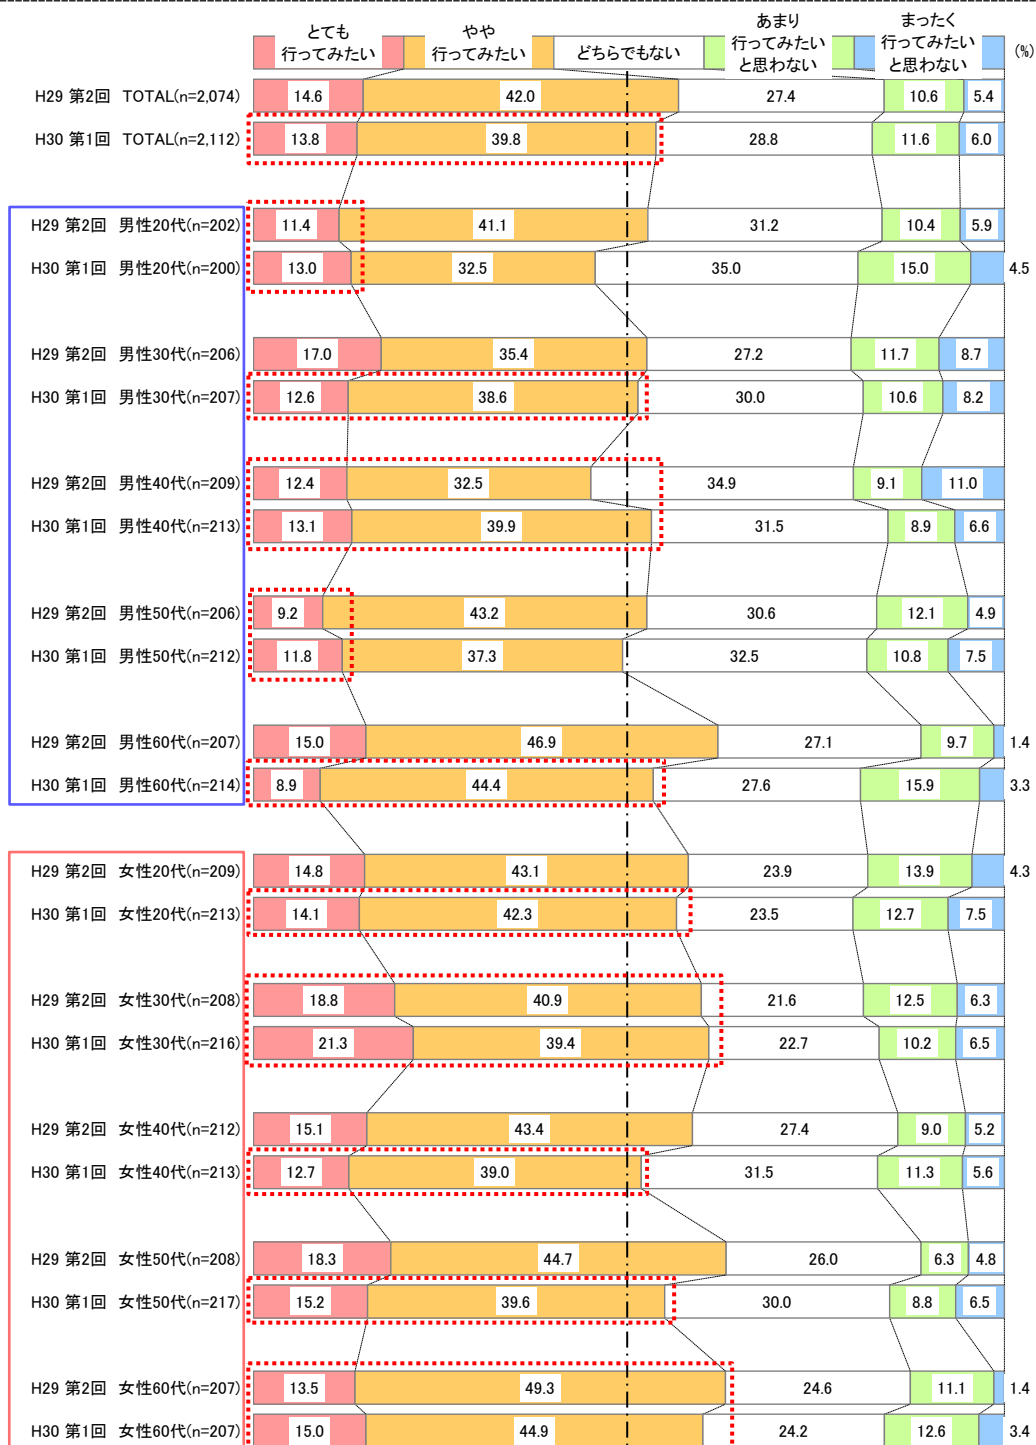 とても
行ってみたい
やや
行ってみたい
どちらでもない
あまり
行ってみたい
と思わない
まったく
行ってみたい
と思わない
(%)
H29 第2回 TOTAL(n=2,074) 14.6 42.0 27.4 10.6 5.4
H30 第1回 TOTAL(n=2,112) 13.8 39.8 28.8 11.6 6.0
H29 第2回 男性20代(n=202) 11.4 41.1 31.2 10.4 5.9
H30 第1回 男性20代(n=200) 13.0 32.5 35.0 15.0 4.5
H29 第2回 男性30代(n=206) 17.0 35.4 27.2 11.7 8.7
H30 第1回 男性30代(n=207) 12.6 38.6 30.0 10.6 8.2
H29 第2回 男性40代(n=209) 12.4 32.5 34.9 9.1 11.0
H30 第1回 男性40代(n=213) 13.1 39.9 31.5 8.9 6.6
H29 第2回 男性50代(n=206) 9.2 43.2 30.6 12.1 4.9
H30 第1回 男性50代(n=212) 11.8 37.3 32.5 10.8 7.5
H29 第2回 男性60代(n=207) 15.0 46.9 27.1 9.7 1.4
H30 第1回 男性60代(n=214) 8.9 44.4 27.6 15.9 3.3
H29 第2回 女性20代(n=209) 14.8 43.1 23.9 13.9 4.3
H30 第1回 女性20代(n=213) 14.1 42.3 23.5 12.7 7.5
H29 第2回 女性30代(n=208) 18.8 40.9 21.6 12.5 6.3
H30 第1回 女性30代(n=216) 21.3 39.4 22.7 10.2 6.5
H29 第2回 女性40代(n=212) 15.1 43.4 27.4 9.0 5.2
H30 第1回 女性40代(n=213) 12.7 39.0 31.5 11.3 5.6
H29 第2回 女性50代(n=208) 18.3 44.7 26.0 6.3 4.8
H30 第1回 女性50代(n=217) 15.2 39.6 30.0 8.8 6.5
H29 第2回 女性60代(n=207) 13.5 49.3 24.6 11.1 1.4
H30 第1回 女性60代(n=207) 15.0 44.9 24.2 12.6 3.4